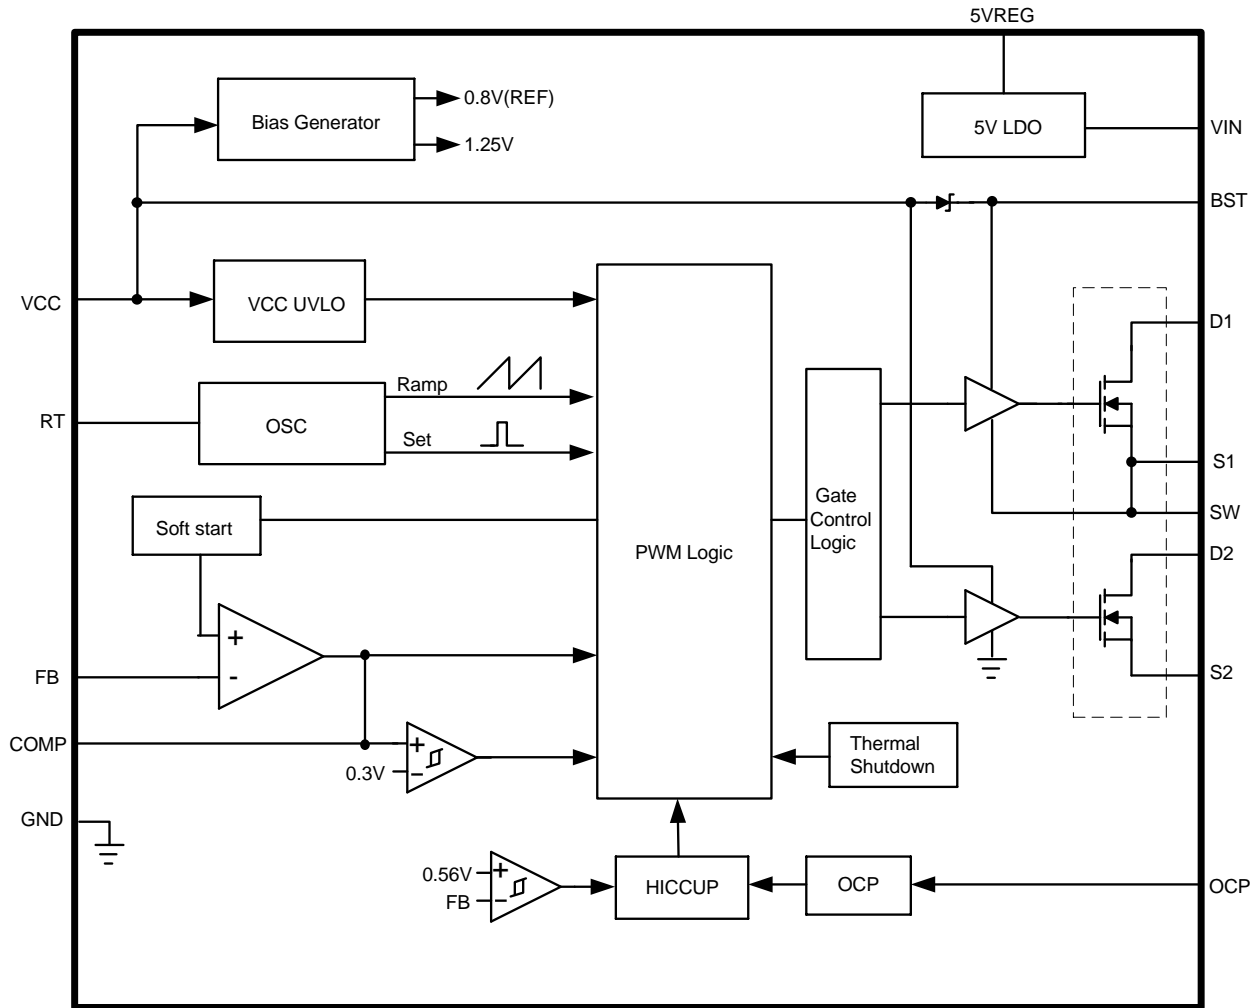 5VREG
Bias Generator
0.8V(REF)
1.25V
5V LDO
VIN
BST
VCC
VCC UVLO
D1
Ramp
RT
OSC
Set
S1
Gate
Control
Logic
SW
Soft start
PWM Logic
D2
+
FB
-
S2
COMP
+
0.3V
-
Thermal
Shutdown
GND
0.56V
+
FB
-
HICCUP
OCP
OCP